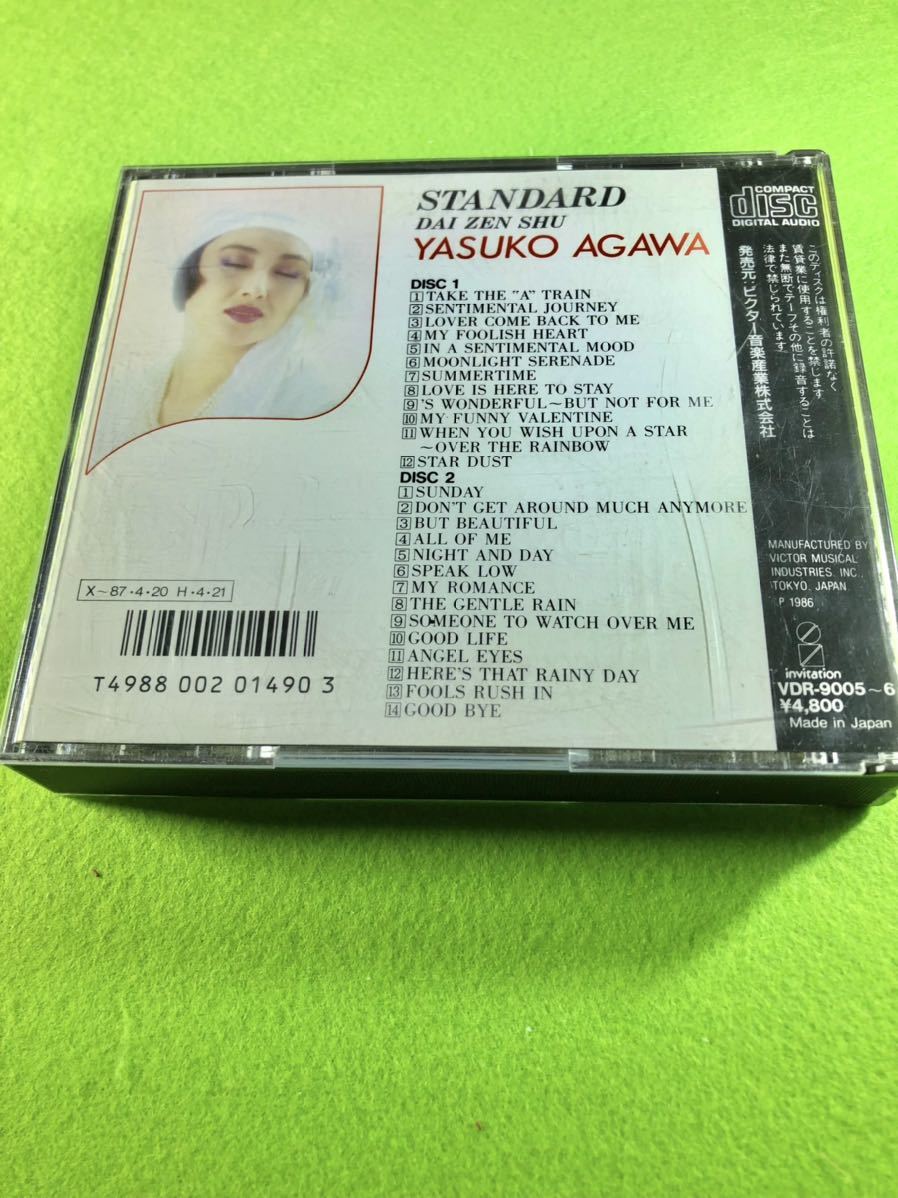 STANDARD
DAI ZEN SHU
YASUKO AGAWA
DISC 1
1 TAKE THE "A" TRAIN
2 SENTIMENTAL JOURNEY
3 LOVER COME BACK TO ME
4 MY FOOLISH HEART
5 IN A SENTIMENTAL MOOD
6 MOONLIGHT SERENADE
7 SUMMERTIME
8 LOVE IS HERE TO STAY
9 'S WONDERFUL~BUT NOT FOR ME
10 MY FUNNY VALENTINE
11 WHEN YOU WISH UPON A STAR
~OVER THE RAINBOW
12 STAR DUST
DISC 2
1 SUNDAY
2 DON'T GET AROUND MUCH ANYMORE
3 BUT BEAUTIFUL
4 ALL OF ME
5 NIGHT AND DAY
6 SPEAK LOW
7 MY ROMANCE
8 THE GENTLE RAIN
9 SOMEONE TO WATCH OVER ME
10 GOOD LIFE
11 ANGEL EYES
12 HERE'S THAT RAINY DAY
13 FOOLS RUSH IN
14 GOOD BYE
X~87・4・20 H・4・21
T4988 002 01490 3
COMPACT
disc
DIGITAL AUDIO
このディスクは権利者の許諾なく
賃貸業に使用することを禁じます
また無断でテープその他に録音することは
法律で禁じられています
発売元:ビクター音楽産業株式会社
MANUFACTURED BY
VICTOR MUSICAL
INDUSTRIES, INC.,
TOKYO, JAPAN
P 1986
invitation
VDR-9005~6
¥4,800
Made in Japan